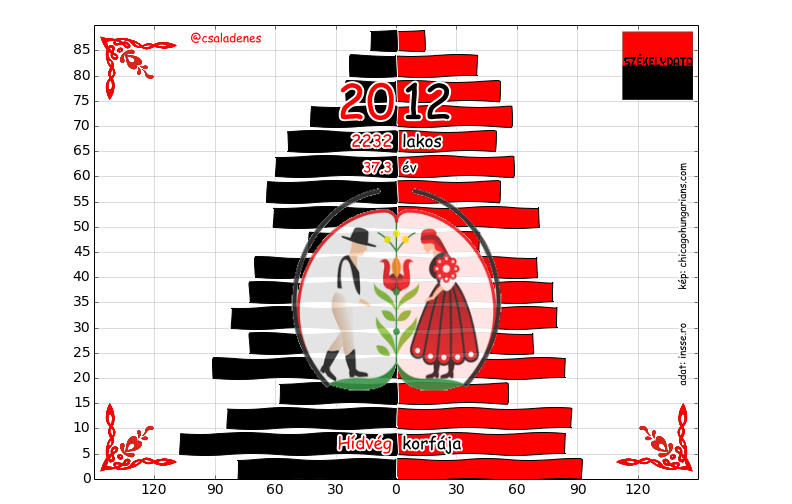 @csaladenes
SZÉKELYDATA
2012
2232 lakos
37.3 év
kép: chicagohungarians.com
adat: insse.ro
Hídvég korfája
85
80
75
70
65
60
55
50
45
40
35
30
25
20
15
10
5
0
120 90 60 30 0 30 60 90 120